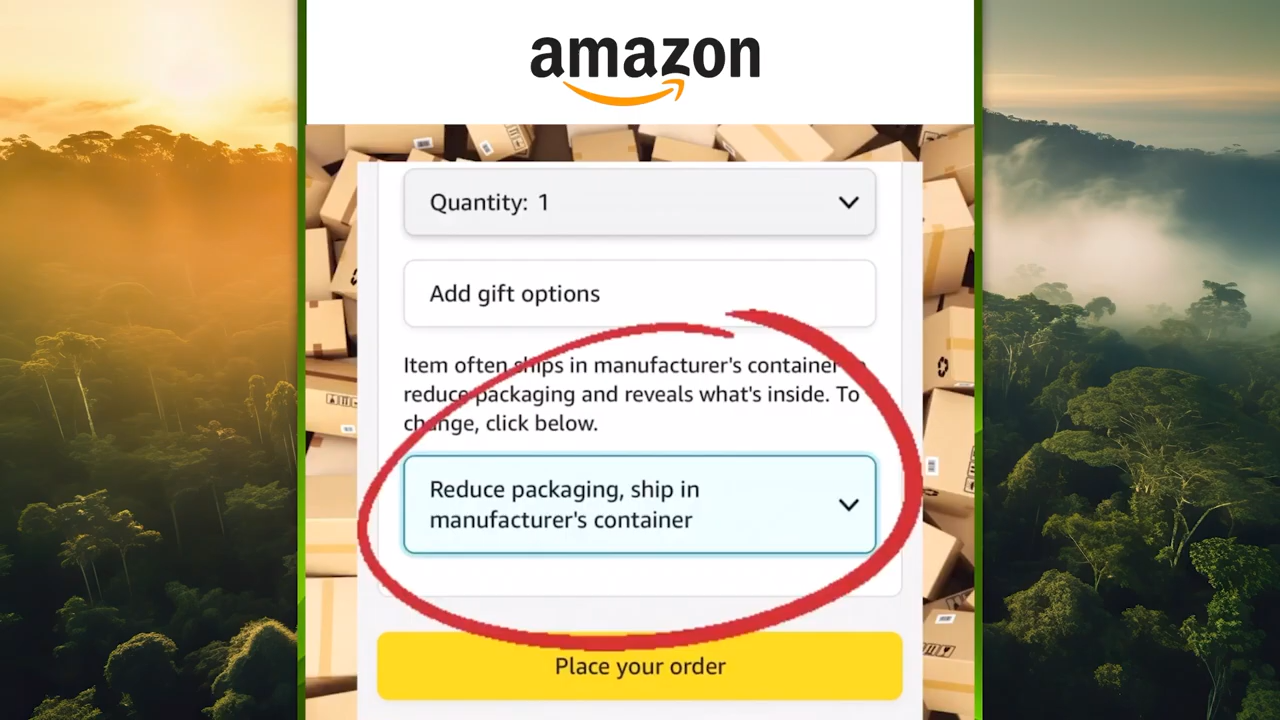 amazon
Quantity: 1
Add gift options
Item often ships in manufacturer's container
reduce packaging and reveals what's inside. To
change, click below.
Reduce packaging, ship in
manufacturer's container
Place your order